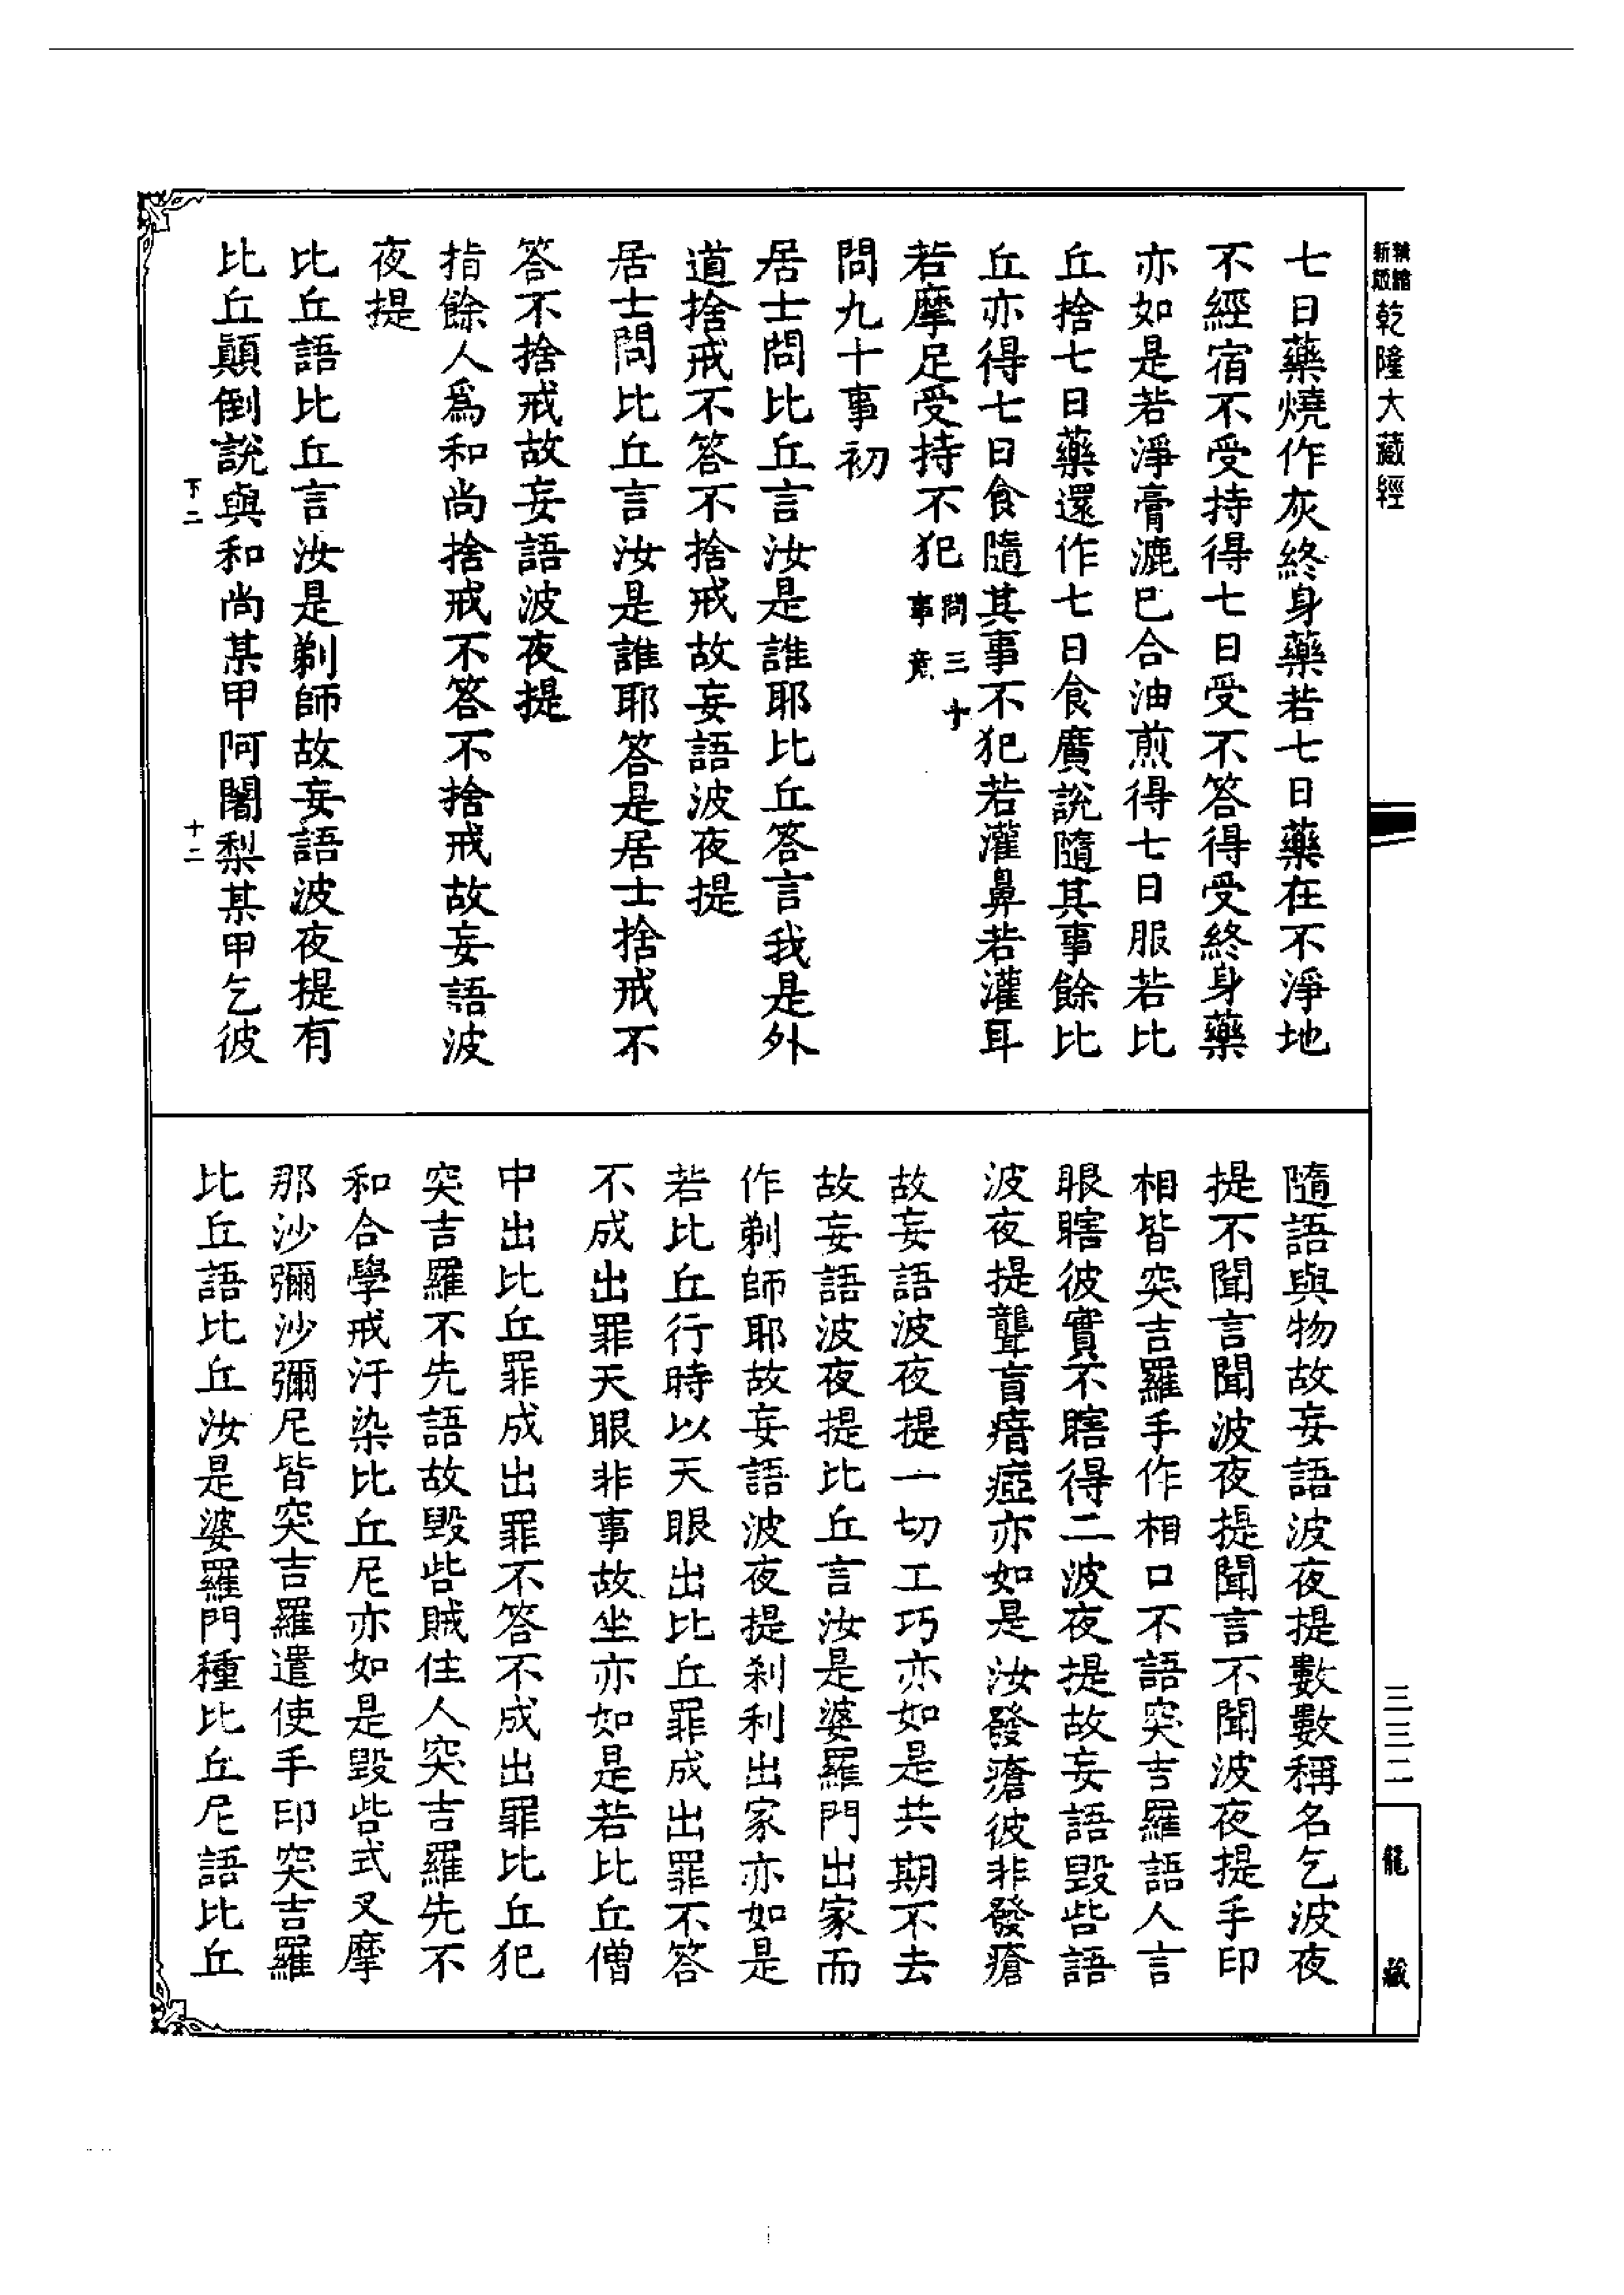 乾隆大藏經
七日藥燒作灰終身藥若七日藥在不淨地
不經宿不受持得七日受不答得受終身藥
亦如是若淨膏漉已合油煎得七日服若比
丘捨七日藥還作七日食廣說隨其事餘比
丘亦得七日食隨其事不犯若灌鼻若灌耳
若摩足受持不犯 問三十事竟
問九十事初
居士問比丘言汝是誰耶比丘答言我是外
道捨戒不答不捨戒故妄語波夜提
居士問比丘言汝是誰耶答是居士捨戒不
答不捨戒故妄語波夜提
指餘人爲和尚捨戒不答不捨戒故妄語波
夜提
比丘語比丘言汝是剃師故妄語波夜提有
比丘顛倒說與和尚某甲阿闍梨某甲乞彼
下二 十二
隨語與物故妄語波夜提數數稱名乞波夜
提不聞言聞波夜提聞言不聞波夜提手印
相皆突吉羅手作相口不語突吉羅語人言
眼瞎彼實不瞎得二波夜提故妄語毀呰語
波夜提聾盲瘖瘂亦如是汝發瘡彼非發瘡
故妄語波夜提一切工巧亦如是共期不去
故妄語波夜提比丘言汝是婆羅門出家而
作剃師耶故妄語波夜提剎利出家亦如是
若比丘行時以天眼出比丘罪成出罪不答
不成出罪天眼非事故坐亦如是若比丘僧
中出比丘罪成出罪不答不成出罪比丘犯
突吉羅不先語故毀呰賊住人突吉羅先不
和合學戒汙染比丘尼亦如是毀呰式叉摩
那沙彌沙彌尼皆突吉羅遣使手印突吉羅
比丘語比丘汝是婆羅門種比丘尼語比丘
三三二
龍藏